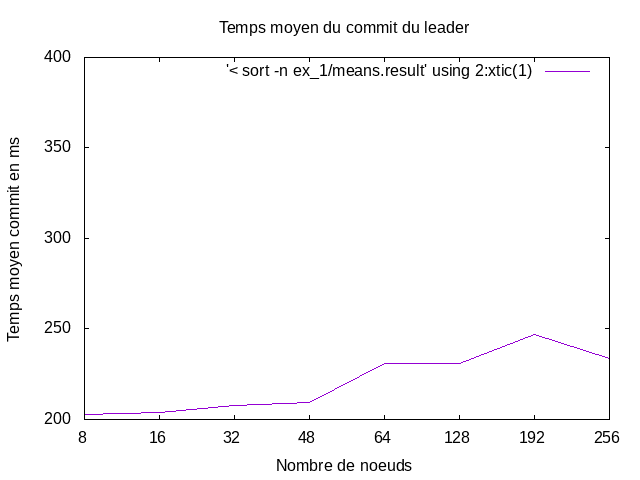 Temps moyen du commit du leader
'< sort -n ex_1/means.result' using 2:xtic(1)
Temps moyen commit en ms
400
350
300
250
200
8 16 32 48 64 128 192 256
Nombre de noeuds